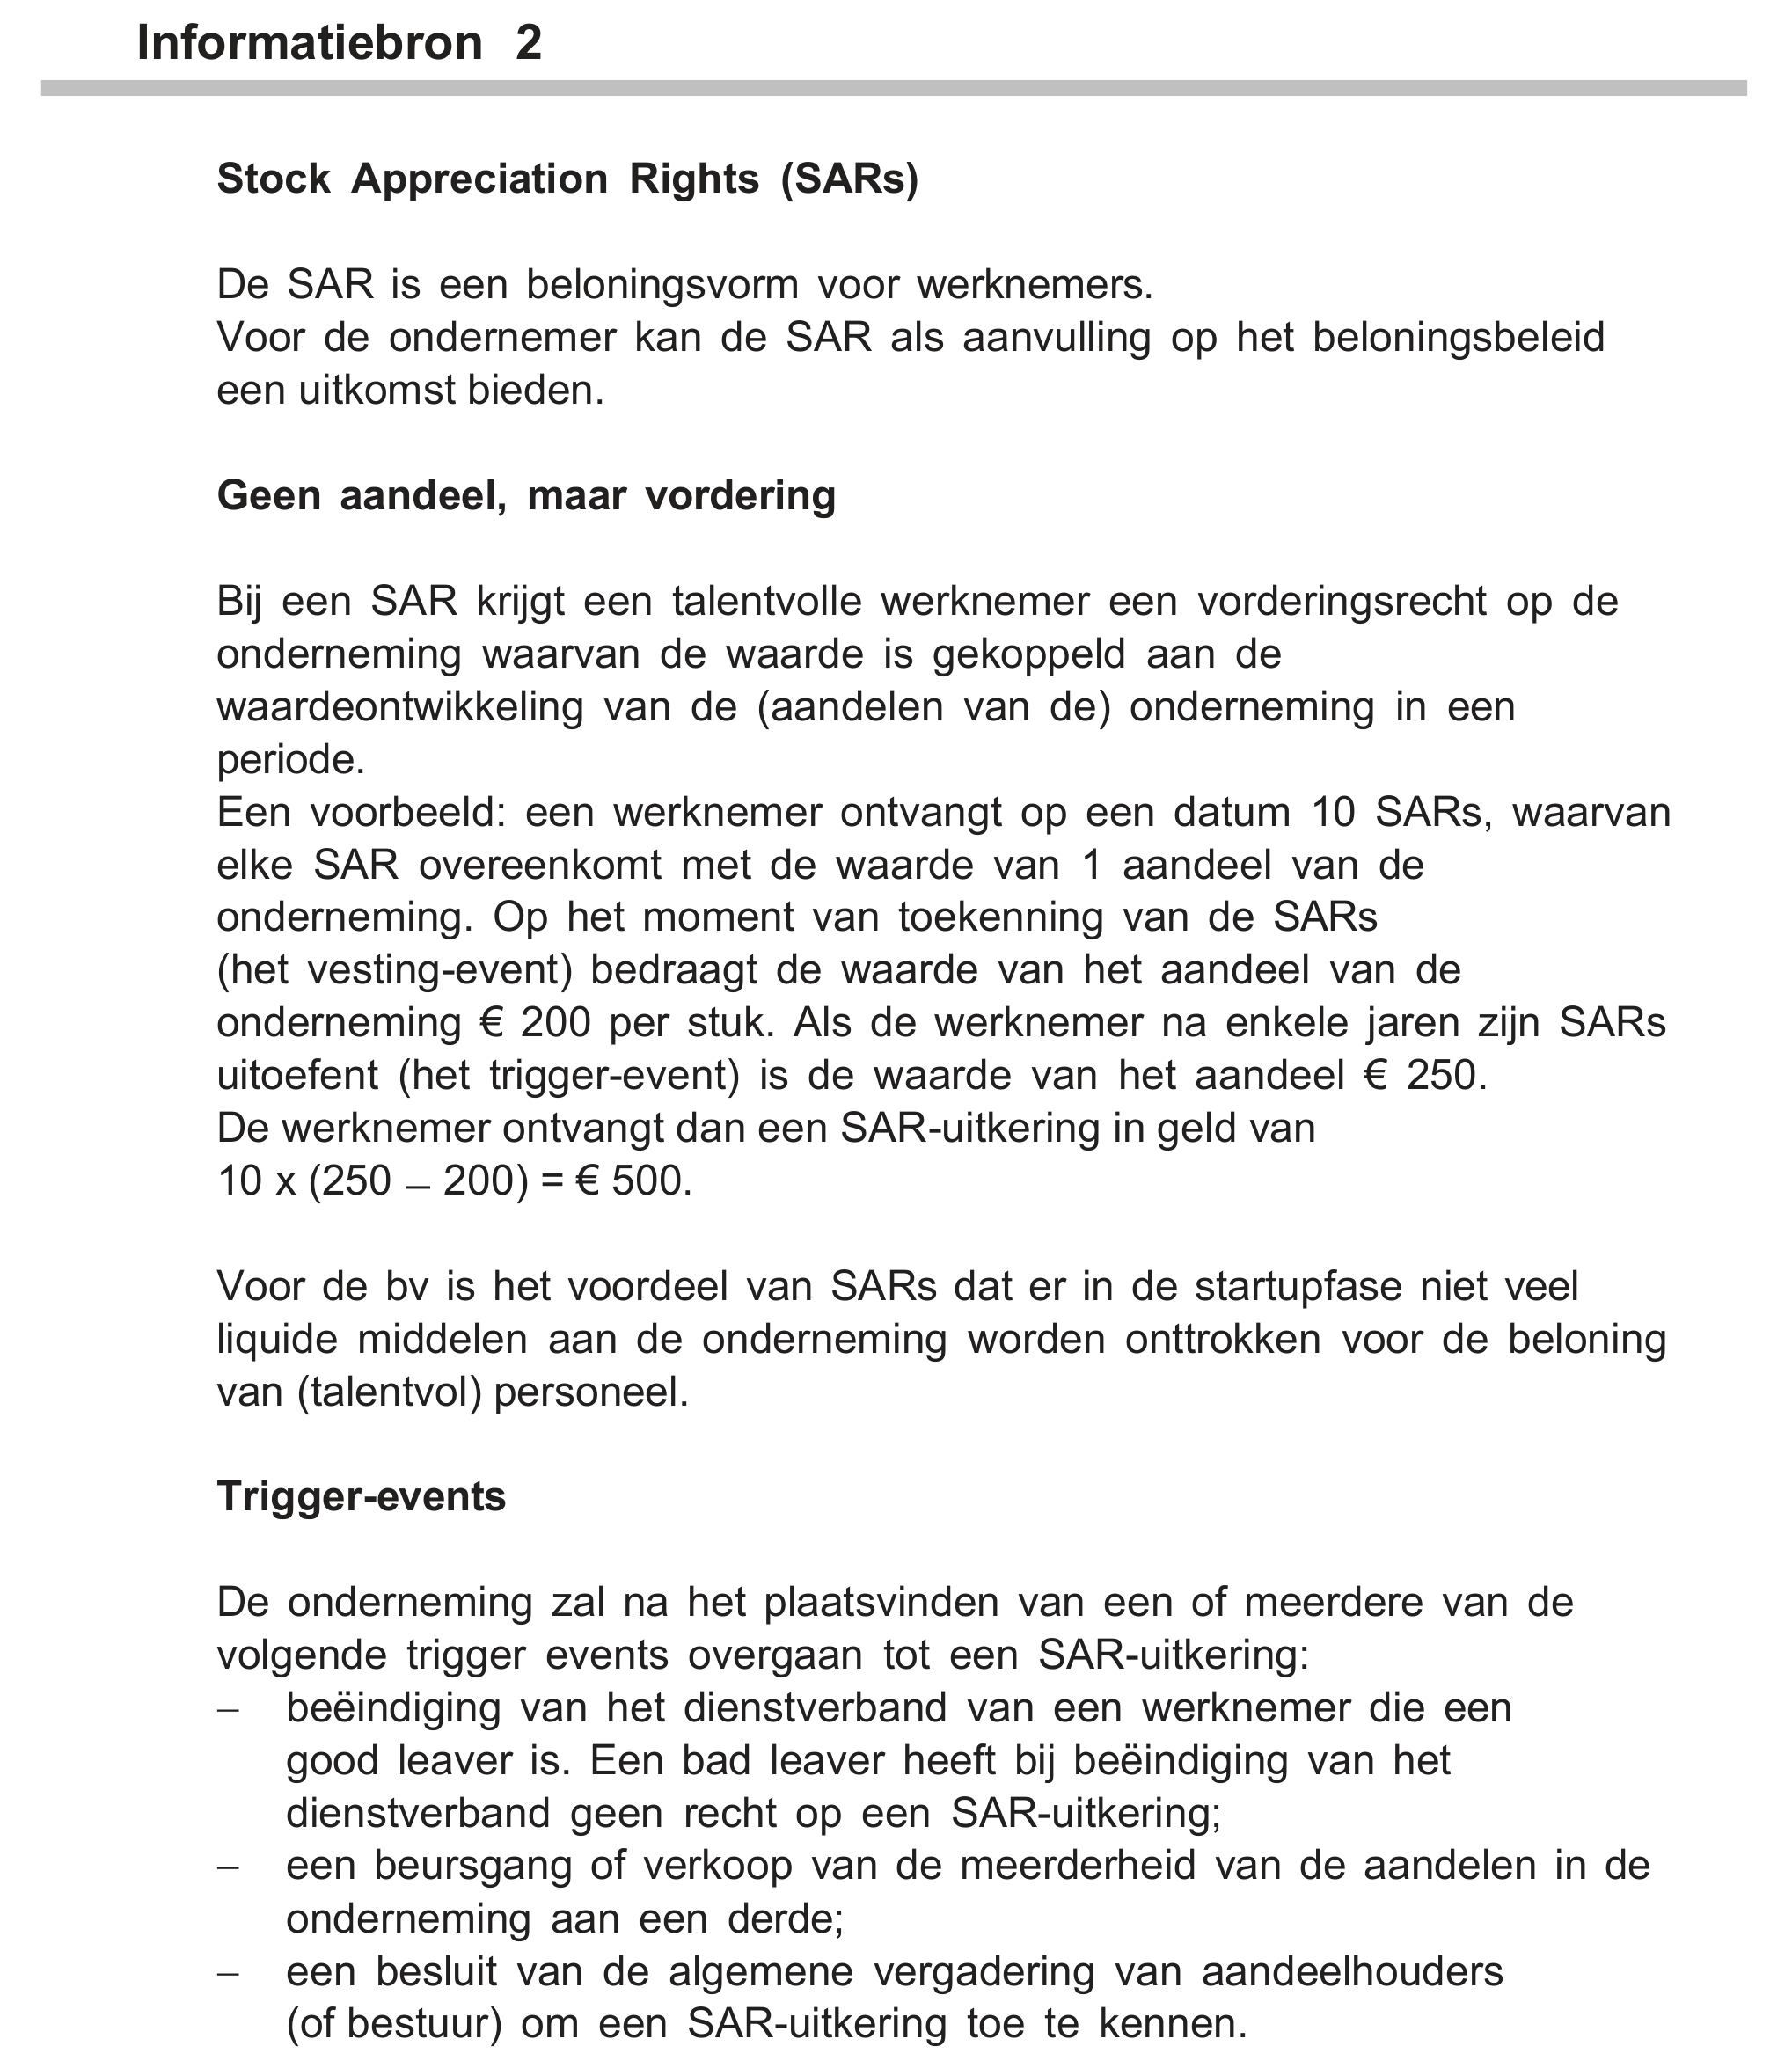 Informatiebron 2
Stock Appreciation Rights (SARs)
De SAR is een beloningsvorm voor werknemers.
Voor de ondernemer kan de SAR als aanvulling op het beloningsbeleid
een uitkomst bieden.
Geen aandeel, maar vordering
Bij een SAR krijgt een talentvolle werknemer een vorderingsrecht op de
onderneming waarvan de waarde is gekoppeld aan de
waardeontwikkeling van de (aandelen van de) onderneming in een
periode.
Een voorbeeld: een werknemer ontvangt op een datum 10 SARs, waarvan
elke SAR overeenkomt met de waarde van 1 aandeel van de
onderneming. Op het moment van toekenning van de SARs
(het vesting-event) bedraagt de waarde van het aandeel van de
onderneming € 200 per stuk. Als de werknemer na enkele jaren zijn SARs
uitoefent (het trigger-event) is de waarde van het aandeel € 250.
De werknemer ontvangt dan een SAR-uitkering in geld van
10 x (250 – 200) = € 500.
Voor de bv is het voordeel van SARs dat er in de startupfase niet veel
liquide middelen aan de onderneming worden onttrokken voor de beloning
van (talentvol) personeel.
Trigger-events
De onderneming zal na het plaatsvinden van een of meerdere van de
volgende trigger events overgaan tot een SAR-uitkering:
– beëindiging van het dienstverband van een werknemer die een
good leaver is. Een bad leaver heeft bij beëindiging van het
dienstverband geen recht op een SAR-uitkering;
– een beursgang of verkoop van de meerderheid van de aandelen in de
onderneming aan een derde;
– een besluit van de algemene vergadering van aandeelhouders
(of bestuur) om een SAR-uitkering toe te kennen.